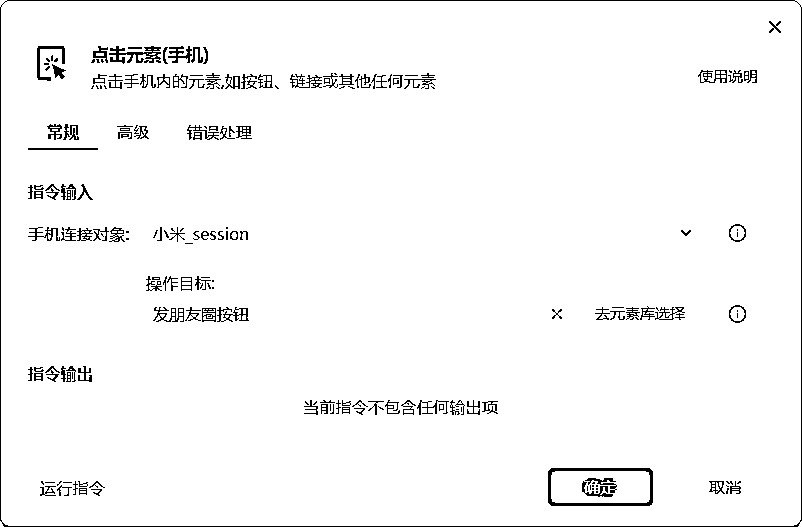 点击元素(手机)
点击手机内的元素,如按钮、链接或其他任何元素
使用说明
常规 高级 错误处理
指令输入
手机连接对象: 小米_session
操作目标:
发朋友圈按钮 去元素库选择
指令输出
当前指令不包含任何输出项
运行指令 确定 取消